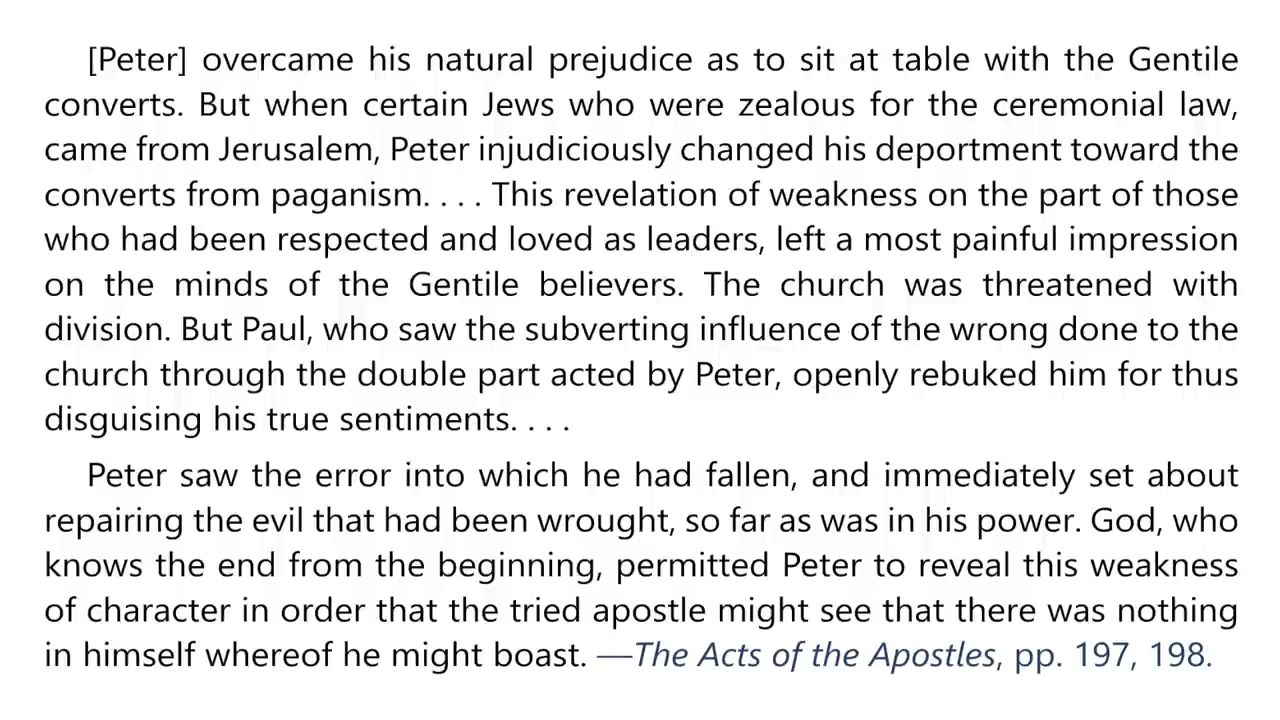 [Peter] overcame his natural prejudice as to sit at table with the Gentile
converts. But when certain Jews who were zealous for the ceremonial law,
came from Jerusalem, Peter injudiciously changed his deportment toward the
converts from paganism. . . . This revelation of weakness on the part of those
who had been respected and loved as leaders, left a most painful impression
on the minds of the Gentile believers. The church was threatened with
division. But Paul, who saw the subverting influence of the wrong done to the
church through the double part acted by Peter, openly rebuked him for thus
disguising his true sentiments. . . .
Peter saw the error into which he had fallen, and immediately set about
repairing the evil that had been wrought, so far as was in his power. God, who
knows the end from the beginning, permitted Peter to reveal this weakness
of character in order that the tried apostle might see that there was nothing
in himself whereof he might boast. —The Acts of the Apostles, pp. 197, 198.